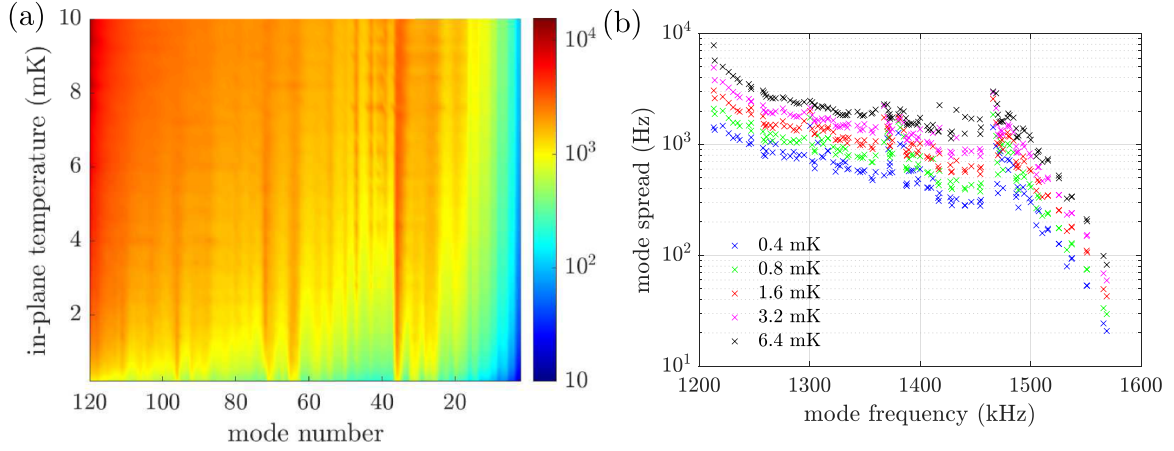 (a)
in-plane temperature (mK)
10
8
6
4
2
120 100 80 60 40 20
mode number
10^4
10^3
10^2
10
(b)
mode spread (Hz)
10^4
10^3
10^2
10^1
0.4 mK
0.8 mK
1.6 mK
3.2 mK
6.4 mK
1200 1300 1400 1500 1600
mode frequency (kHz)